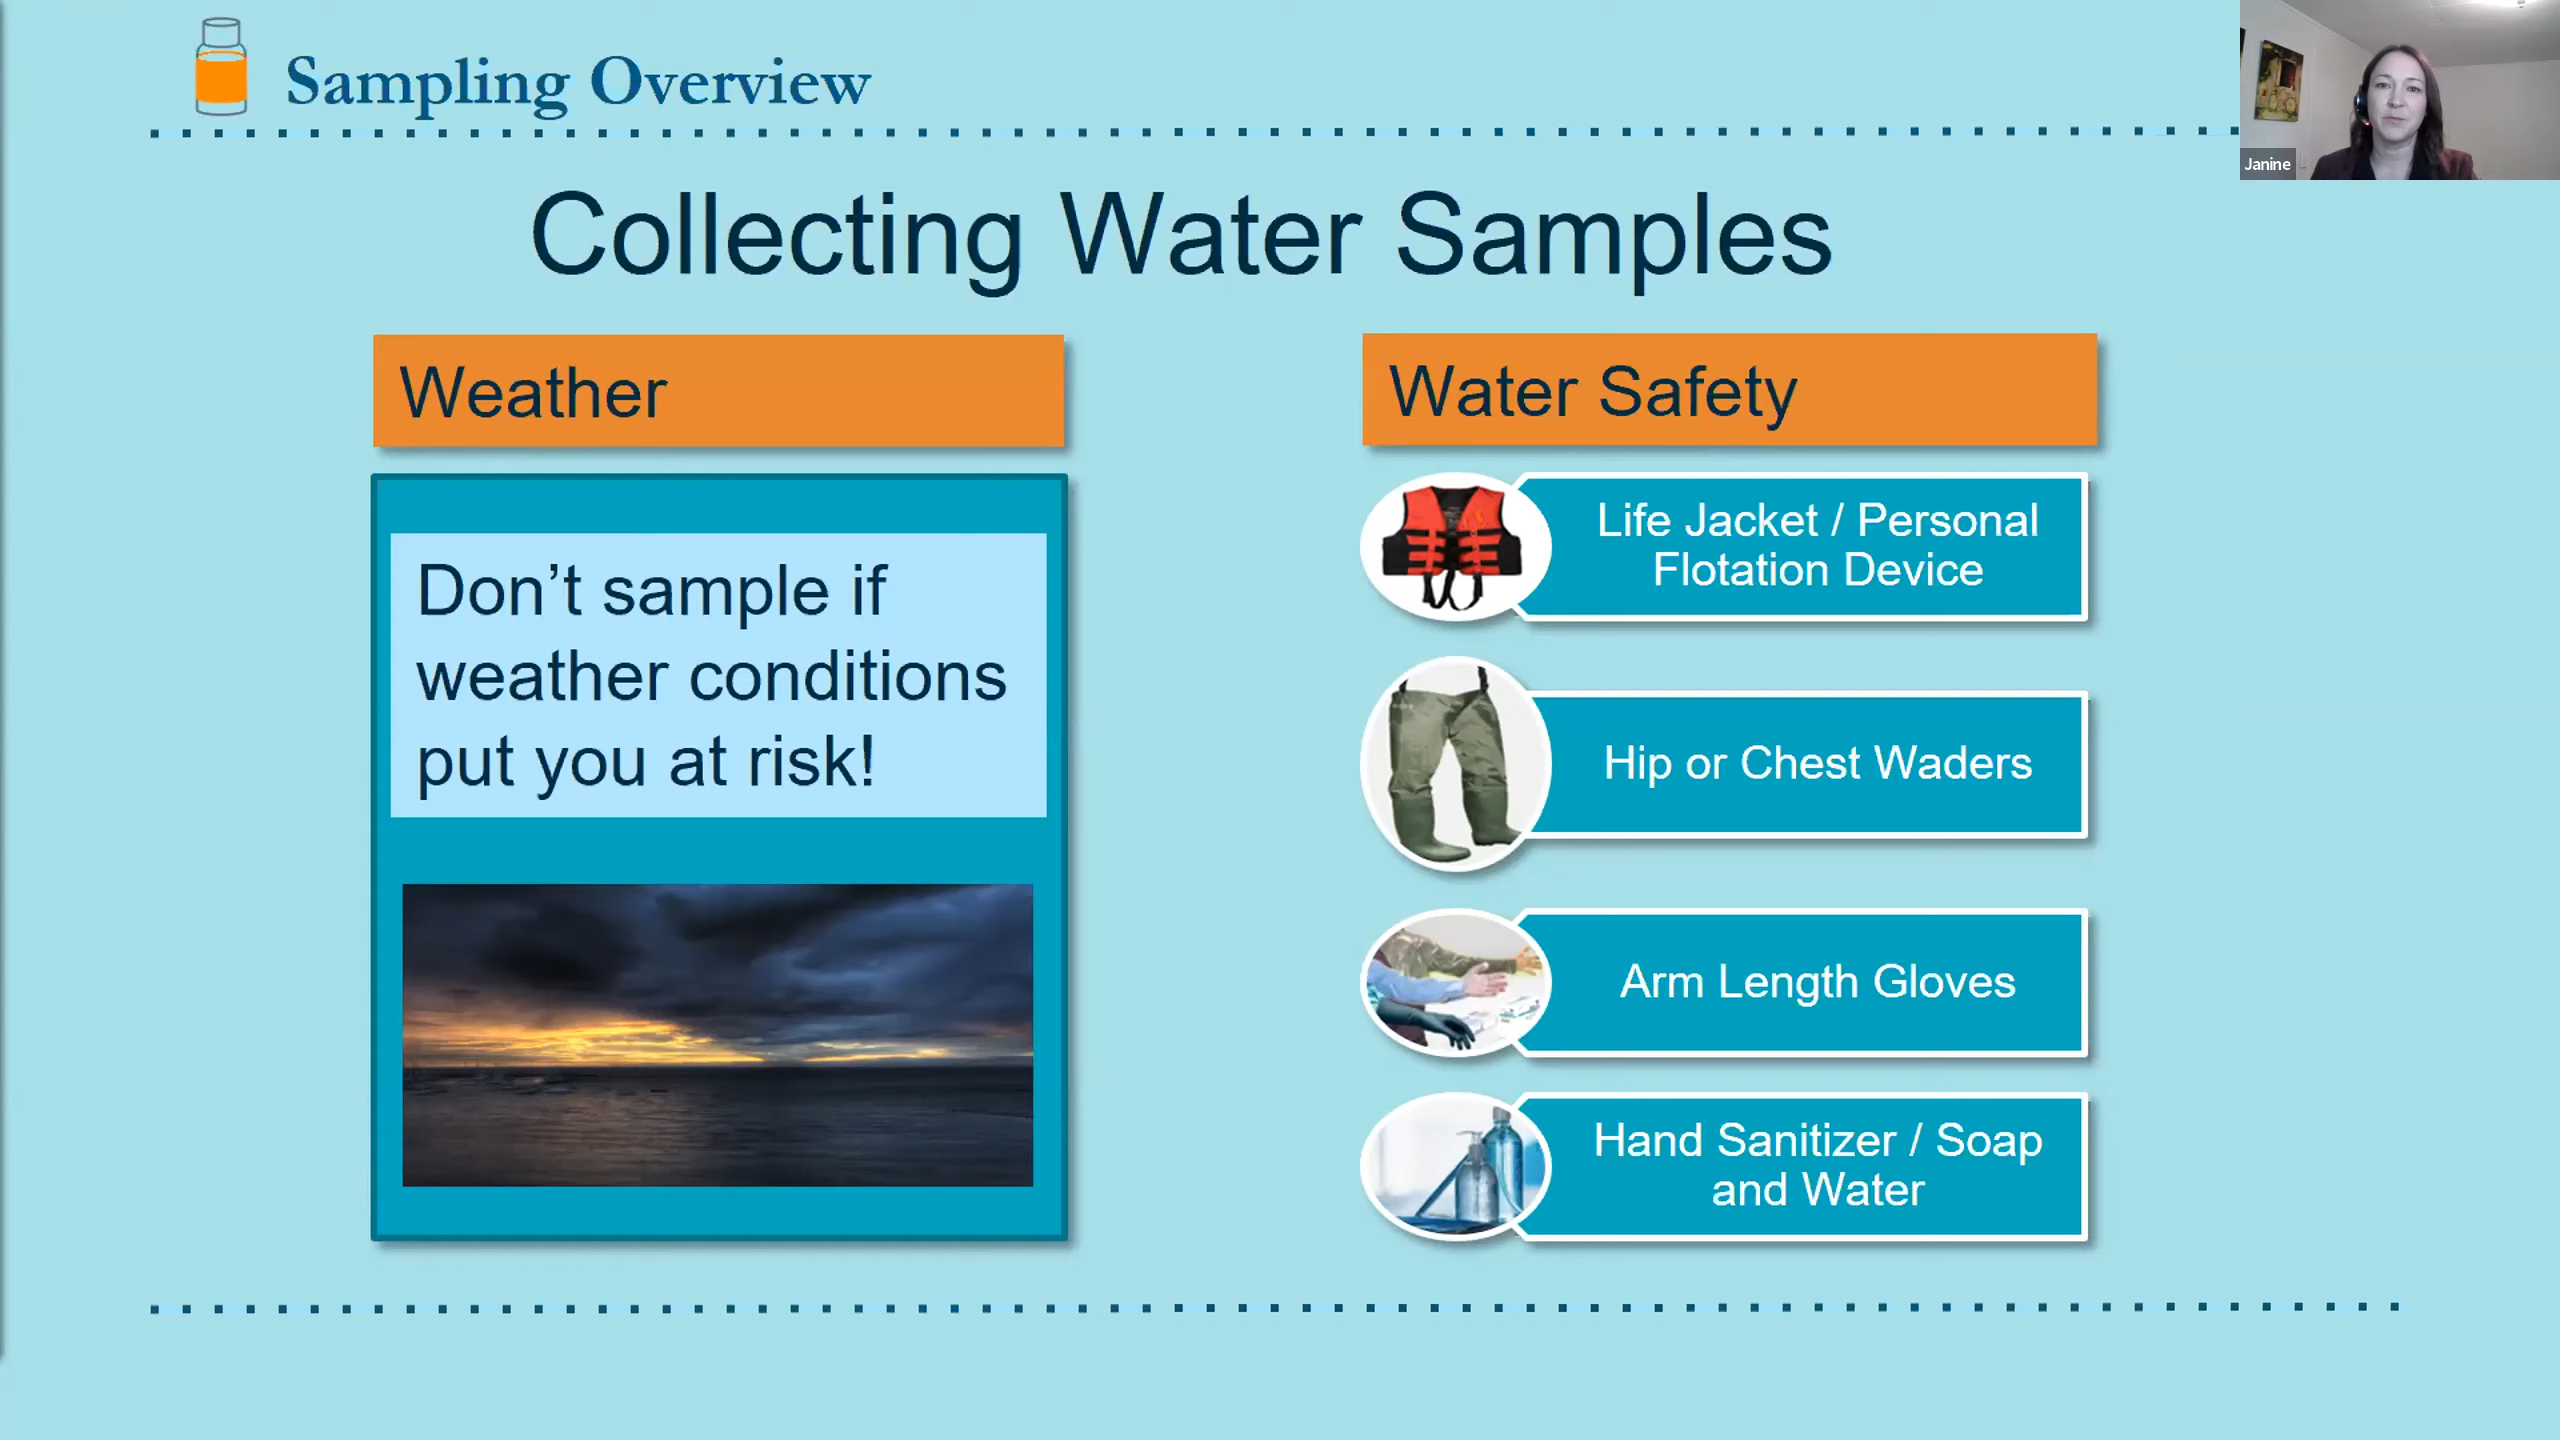 Sampling Overview
Janine
Collecting Water Samples
Weather
Don’t sample if
weather conditions
put you at risk!
Water Safety
Life Jacket / Personal
Flotation Device
Hip or Chest Waders
Arm Length Gloves
Hand Sanitizer / Soap
and Water